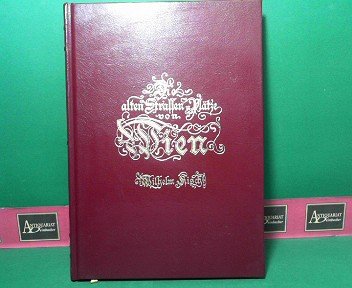 Die
alten Strassen u. Plätze
von
Wien
Wilhelm Kisch
ANTIQUARIAT
ANTIQUARIAT